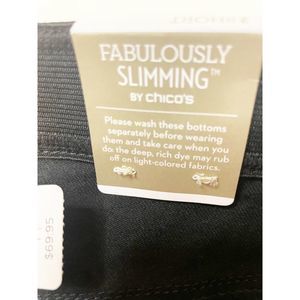 FABULOUSLY
SLIMMING™
BY chico's
Please wash these bottoms
separately before wearing
them and take care when you
do: the deep, rich dye may rub
off on light-colored fabrics.
$69.95